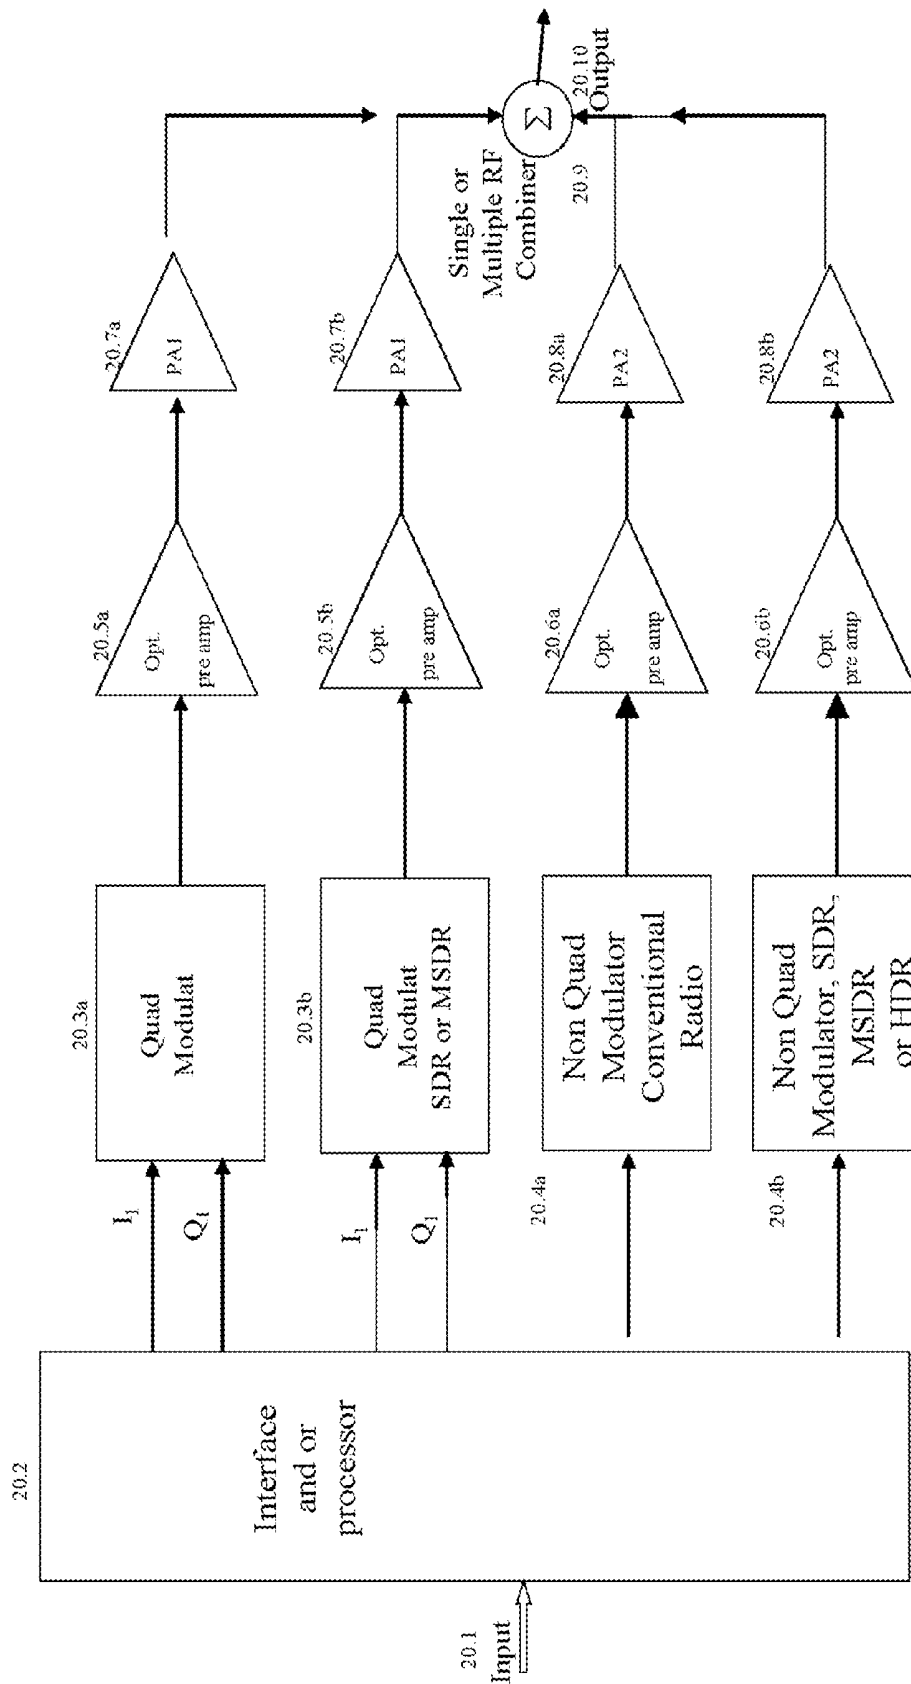 20.1
Input
20.2
Interface
and or
processor
I1
Q1
20.3a
Quad
Modulat
20.5a
Opt.
pre amp
20.7a
PA1
I1
Q1
20.3b
Quad
Modulat
SDR or MSDR
20.5b
Opt.
pre amp
20.7b
PA1
Single or
Multiple RF
Combiner
Σ
20.9
20.10
Output
20.4a
Non Quad
Modulator
Conventional
Radio
20.6a
Opt.
pre amp
20.8a
PA2
20.4b
Non Quad
Modulator, SDR,
MSDR
or HDR
20.6b
Opt.
pre amp
20.8b
PA2